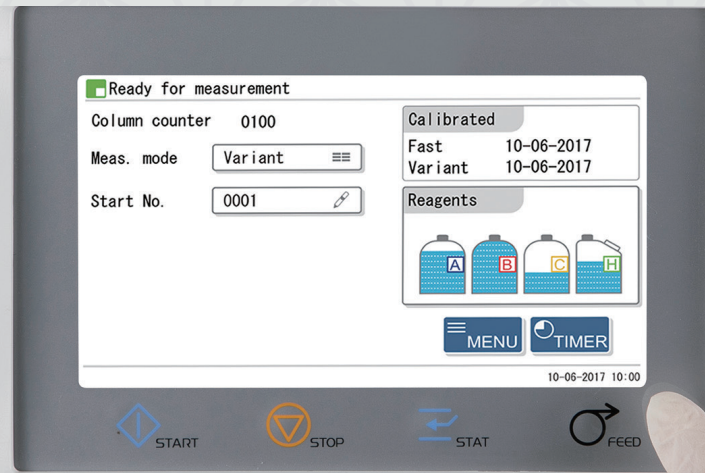 Ready for measurement
Column counter 0100
Meas. mode Variant
Start No. 0001
Calibrated
Fast 10-06-2017
Variant 10-06-2017
Reagents
A B C H
MENU TIMER
10-06-2017 10:00
START STOP STAT FEED